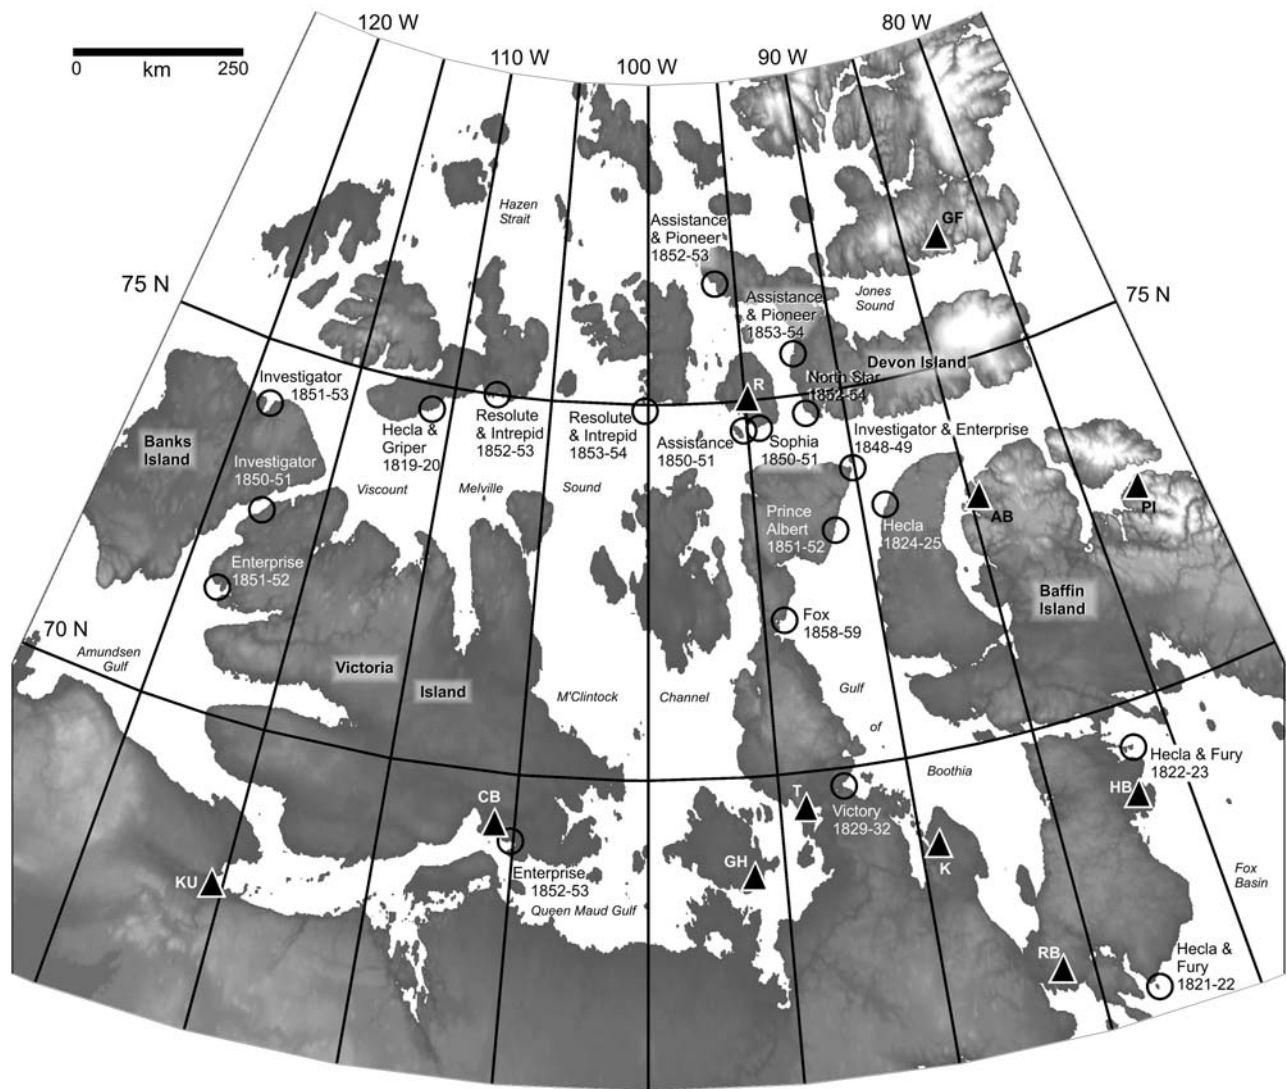 120 W
110 W
100 W
90 W
80 W
0 km 250
Hazen
Strait
Assistance
& Pioneer
1852-53
GF
75 N
75 N
Assistance
& Pioneer
1853-54
Jones
Sound
Devon Island
R
North Star
1852-54
Investigator
1851-53
Hecla &
Griper
1819-20
Resolute
& Intrepid
1852-53
Resolute
& Intrepid
1853-54
Assistance
1850-51
Sophia
1850-51
Investigator & Enterprise
1848-49
Banks
Island
Investigator
1850-51
Viscount
Melville
Sound
Prince
Albert
1851-52
Hecla
1824-25
AB
PI
Enterprise
1851-52
Baffin
Island
Fox
1858-59
70 N
Amundsen
Gulf
Victoria
Island
M'Clintock
Channel
Gulf
of
Boothia
Hecla & Fury
1822-23
HB
CB
T
Victory
1829-32
K
KU
GH
Enterprise
1852-53
Queen Maud Gulf
Fox
Basin
RB
Hecla &
Fury
1821-22